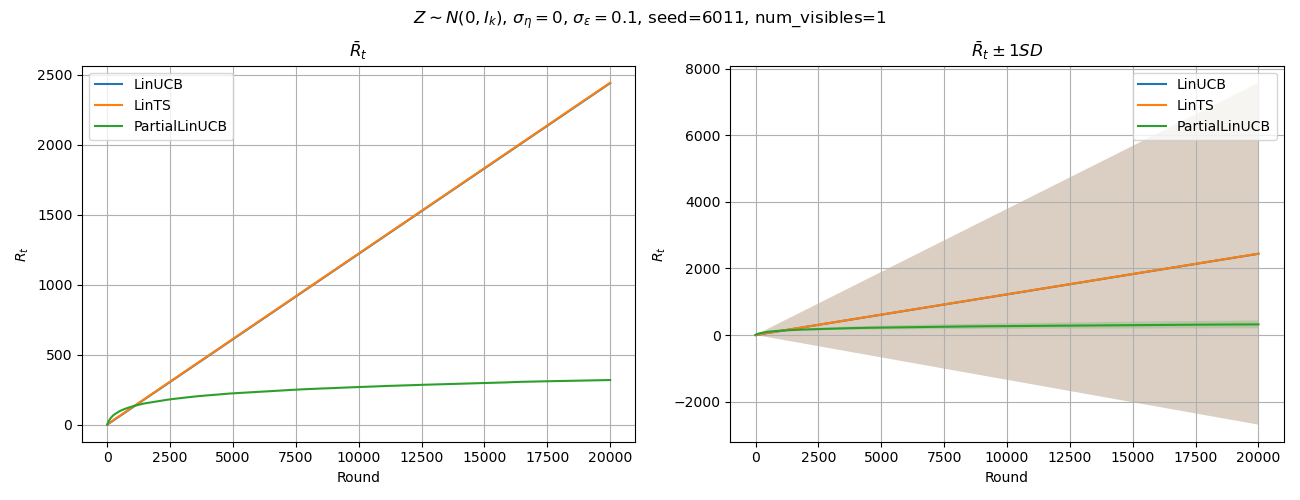 Z ~ N(0, I_k), σ_η = 0, σ_ε = 0.1, seed=6011, num_visibles=1
R̄_t
2500
2000
1500
1000
500
0
R_t
LinUCB
LinTS
PartialLinUCB
0 2500 5000 7500 10000 12500 15000 17500 20000
Round
R̄_t ± 1SD
8000
6000
4000
2000
0
−2000
R_t
LinUCB
LinTS
PartialLinUCB
0 2500 5000 7500 10000 12500 15000 17500 20000
Round